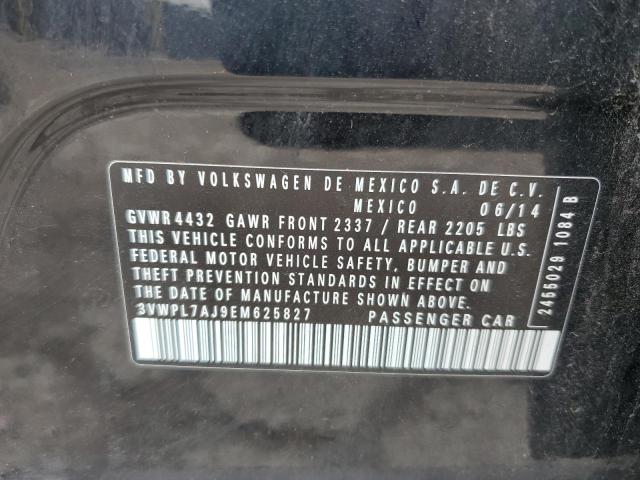 MFD BY VOLKSWAGEN DE MEXICO S.A. DE C.V.
MEXICO 06/14
GVWR 4432 GAWR FRONT 2337 / REAR 2205 LBS
THIS VEHICLE CONFORMS TO ALL APPLICABLE U.S.
FEDERAL MOTOR VEHICLE SAFETY, BUMPER AND
THEFT PREVENTION STANDARDS IN EFFECT ON
THE DATE OF MANUFACTURE SHOWN ABOVE.
3VWPL7AJ9EM625827 PASSENGER CAR
2455029 1084 B